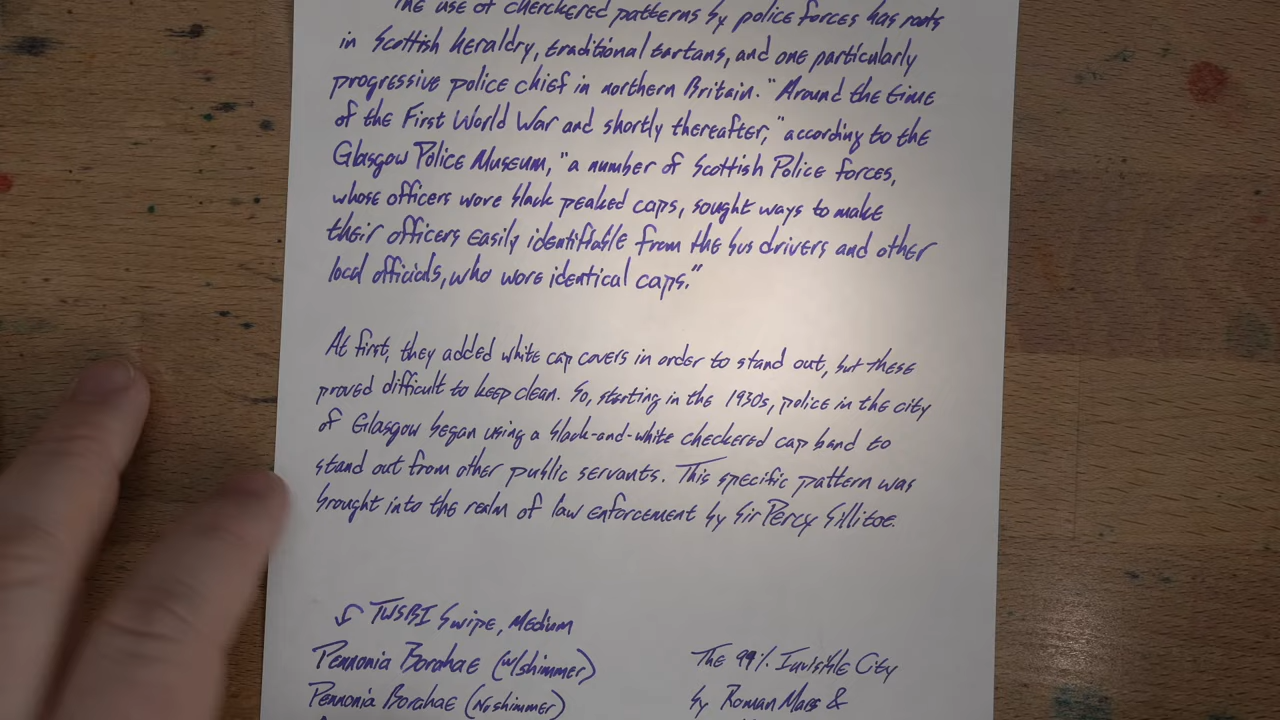 The use of cherckered patterns by police forces has roots
in Scottish heraldry, traditional tartans, and one particularly
progressive police chief in northern Britain. "Around the time
of the First World War and shortly thereafter," according to the
Glasgow Police Museum, "a number of Scottish Police forces,
whose officers wore black peaked caps, sought ways to make
their officers easily identifiable from the bus drivers and other
local officials, who wore identical caps."
At first, they added white cap covers in order to stand out, but these
proved difficult to keep clean. So, starting in the 1930s, police in the city
of Glasgow began using a black-and-white checkered cap band to
stand out from other public servants. This specific pattern was
brought into the realm of law enforcement by Sir Percy Sillitoe.
TWSBI Swipe, Medium
Pennonia Borahae (w/shimmer)
Pennonia Borahae (No shimmer)
The 99% Invisible City
by Roman Mars &